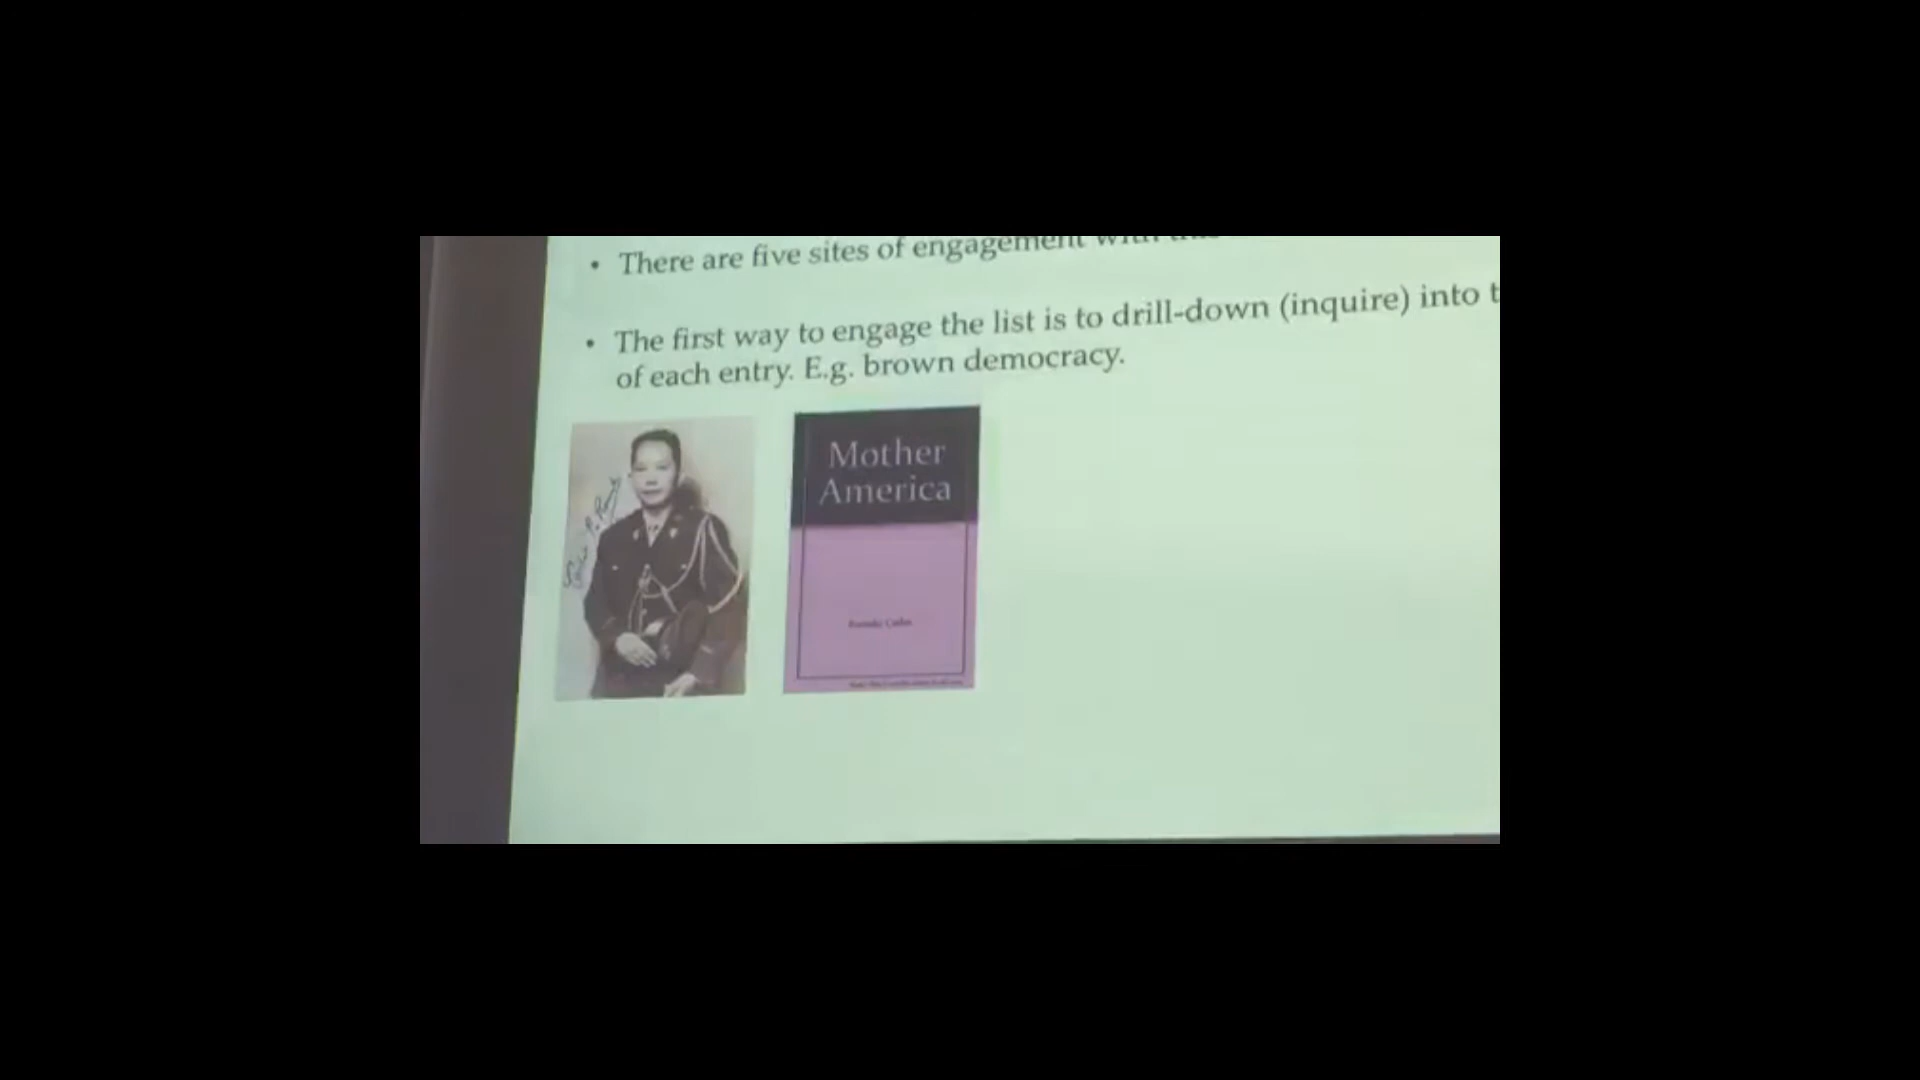 • There are five sites of engagement with
• The first way to engage the list is to drill-down (inquire) into t
of each entry. E.g. brown democracy.
Mother
America